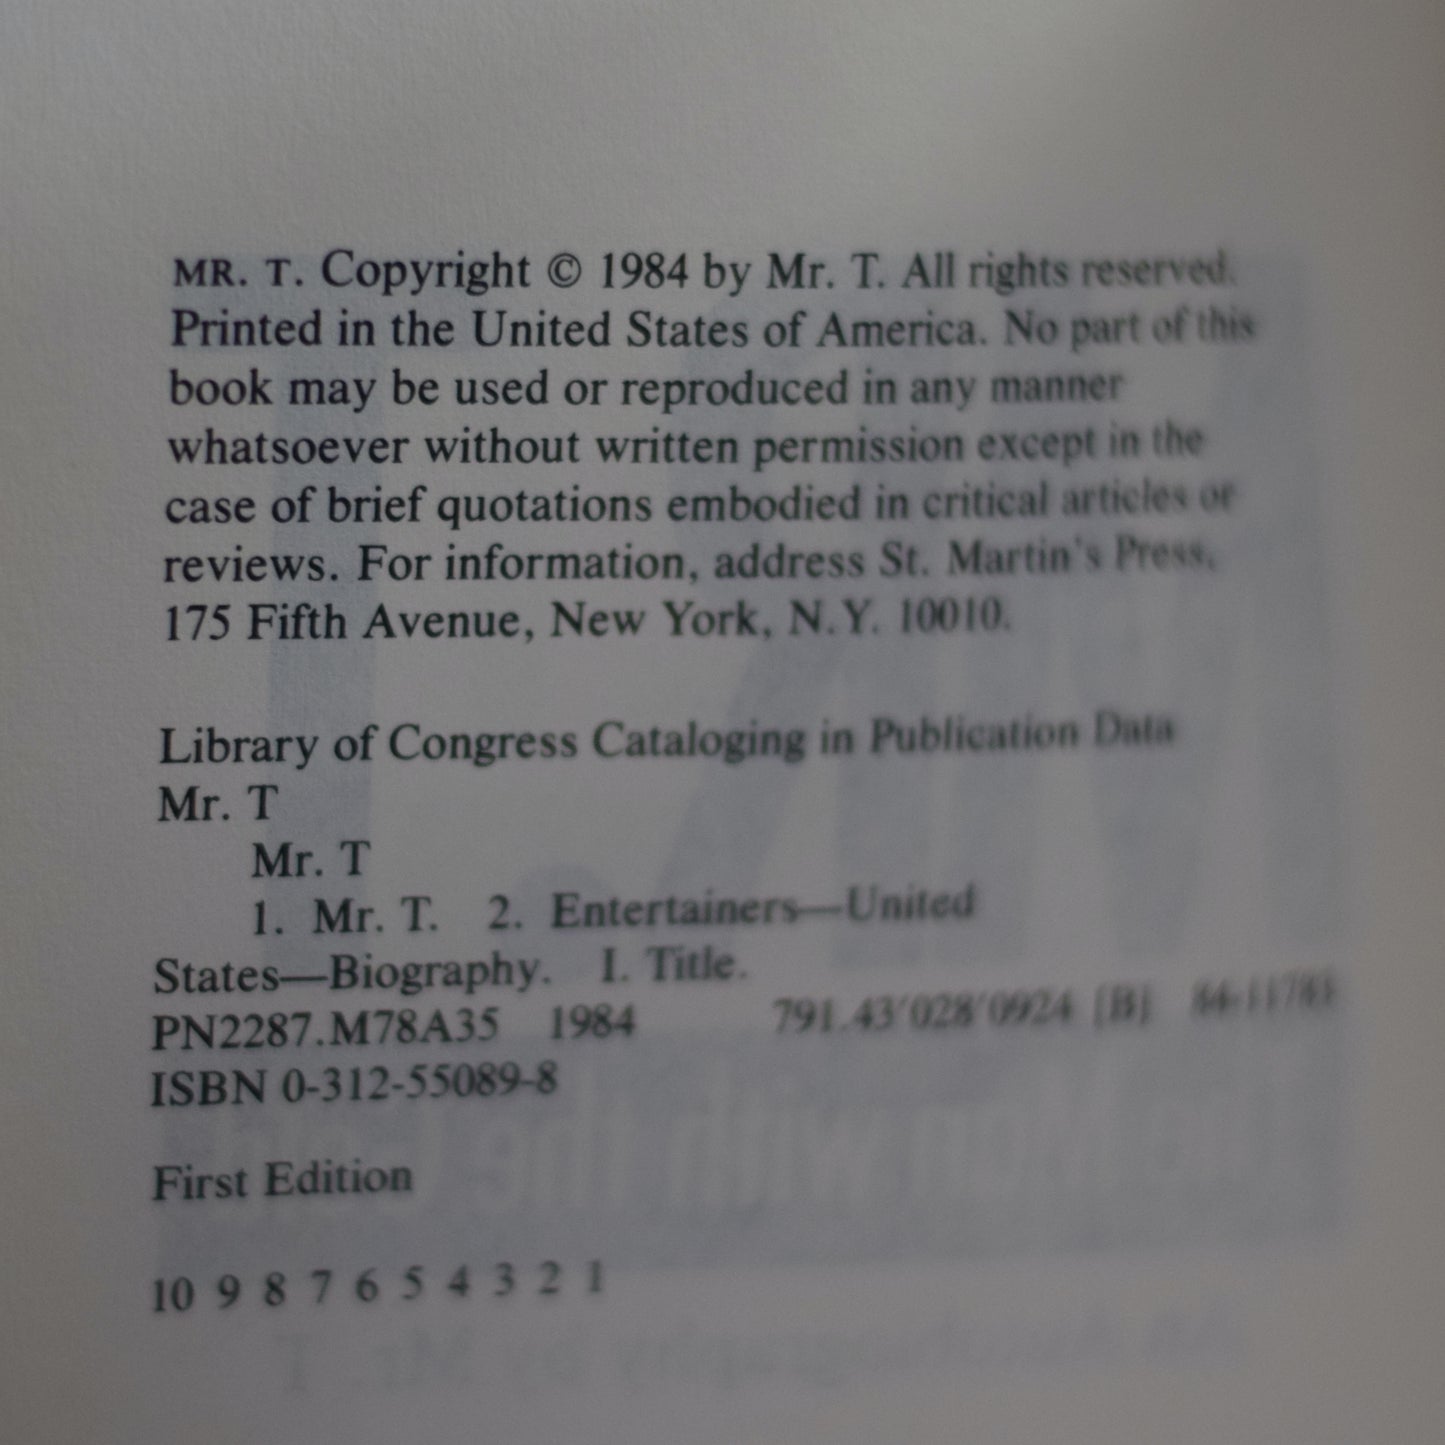 MR. T. Copyright © 1984 by Mr. T. All rights reserved.
Printed in the United States of America. No part of this
book may be used or reproduced in any manner
whatsoever without written permission except in the
case of brief quotations embodied in critical articles or
reviews. For information, address St. Martin's Press,
175 Fifth Avenue, New York, N.Y. 10010.
Library of Congress Cataloging in Publication Data
Mr. T
Mr. T
1. Mr. T. 2. Entertainers—United
States—Biography. I. Title.
PN2287.M78A35 1984 791.43'028'0924 [B]
ISBN 0-312-55089-8
First Edition
10 9 8 7 6 5 4 3 2 1